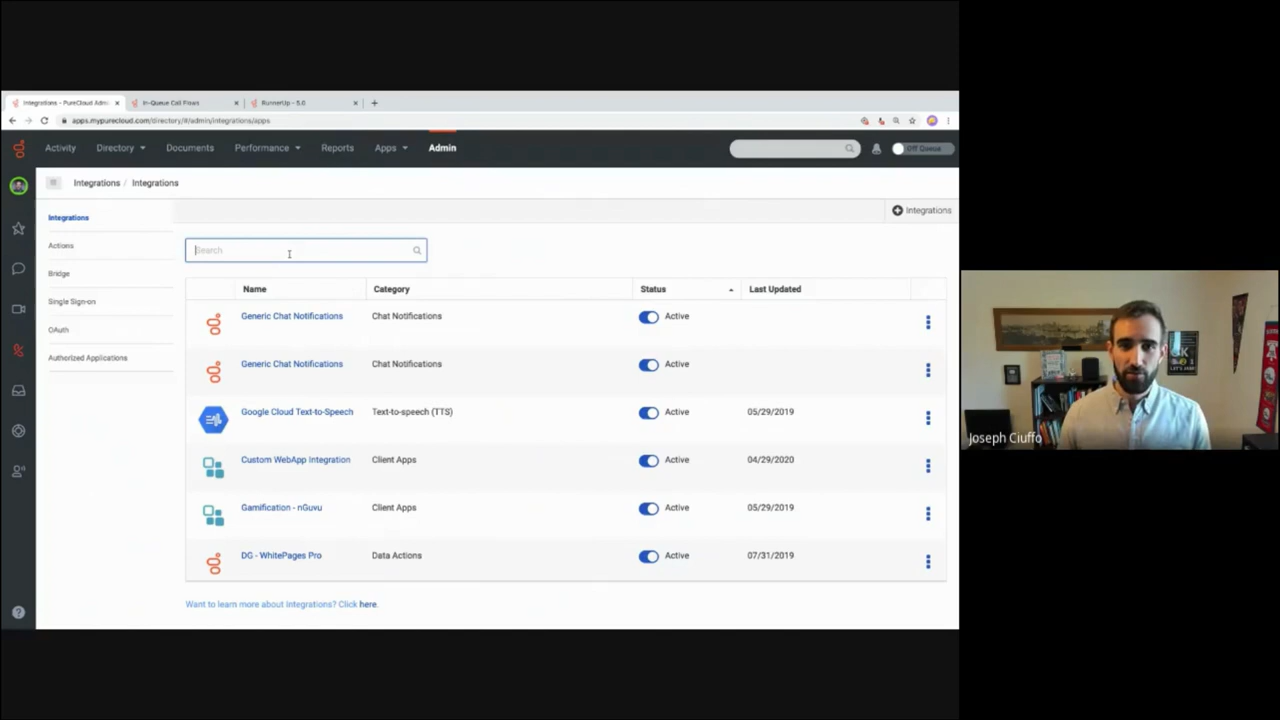 Integrations - PureCloud Admi
In-Queue Call Flows
RunnerUp - 5.0
apps.mypurecloud.com/directory/#/admin/integrations/apps
Activity Directory Documents Performance Reports Apps Admin
Off Queue
Integrations / Integrations
Integrations
Integrations
Actions
Bridge
Single Sign-on
OAuth
Authorized Applications
Search
Name Category Status Last Updated
Generic Chat Notifications Chat Notifications Active
Generic Chat Notifications Chat Notifications Active
Google Cloud Text-to-Speech Text-to-speech (TTS) Active 05/29/2019
Custom WebApp Integration Client Apps Active 04/29/2020
Gamification - nGuvu Client Apps Active 05/29/2019
DG - WhitePages Pro Data Actions Active 07/31/2019
Want to learn more about integrations? Click here.
Joseph Ciuffo